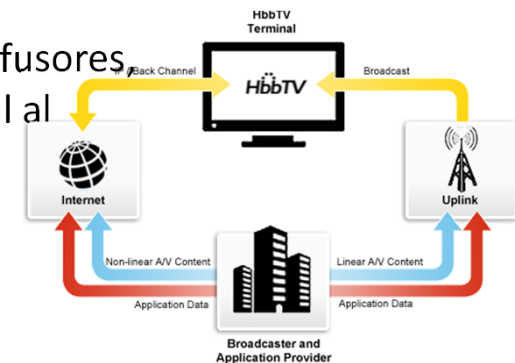 HbbTV
Terminal
fusores,
IP / Back Channel
Broadcast
l al
HbbTV
Internet
Uplink
Non-linear A/V Content
Linear A/V Content
Application Data
Application Data
Broadcaster and
Application Provider